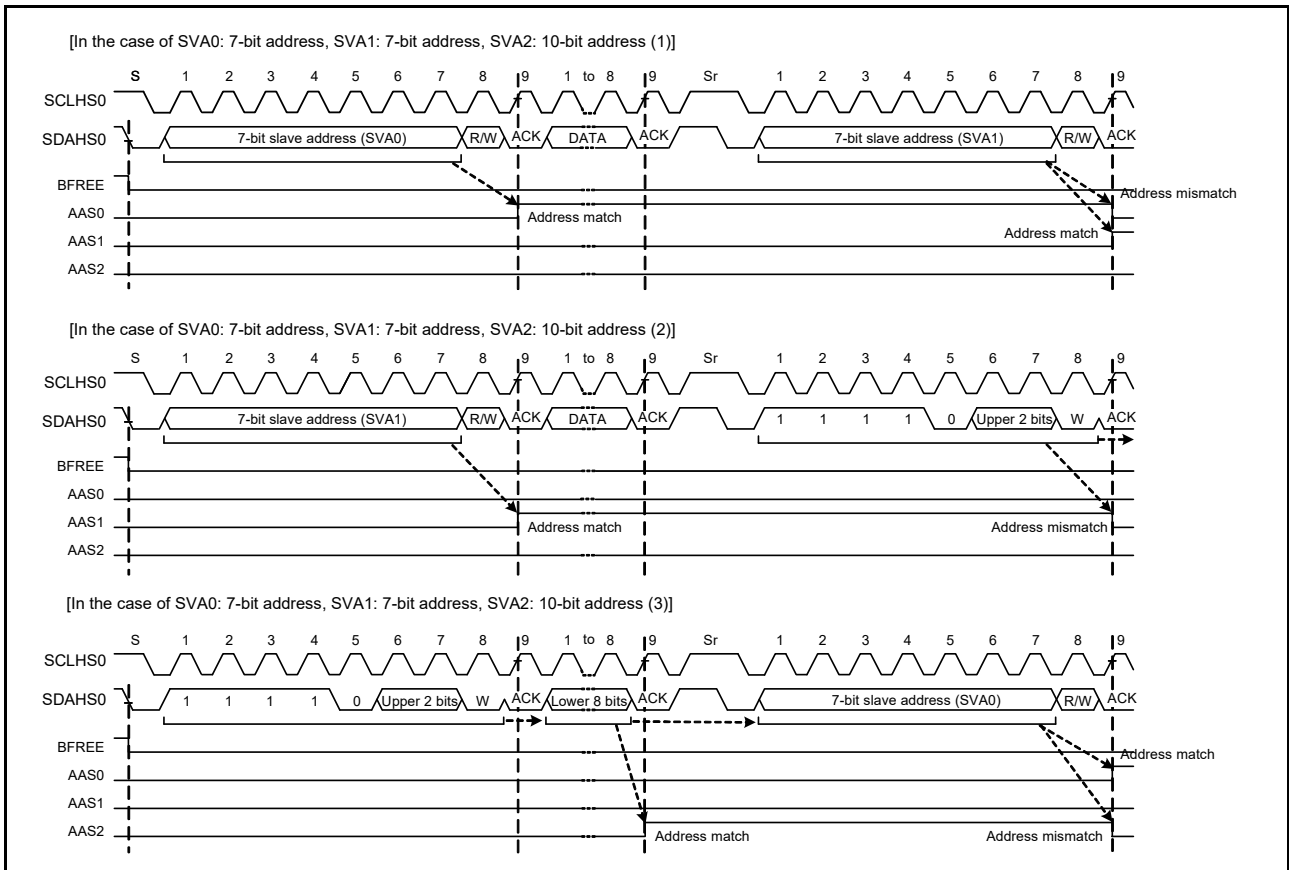 [In the case of SVA0: 7-bit address, SVA1: 7-bit address, SVA2: 10-bit address (1)]
S 1 2 3 4 5 6 7 8 9 1 to 8 9 Sr 1 2 3 4 5 6 7 8 9
SCLHS0
SDAHS0 7-bit slave address (SVA0) R/W ACK DATA ACK 7-bit slave address (SVA1) R/W ACK
BFREE
Address mismatch
AAS0 Address match
AAS1 Address match
AAS2
[In the case of SVA0: 7-bit address, SVA1: 7-bit address, SVA2: 10-bit address (2)]
S 1 2 3 4 5 6 7 8 9 1 to 8 9 Sr 1 2 3 4 5 6 7 8 9
SCLHS0
SDAHS0 7-bit slave address (SVA1) R/W ACK DATA ACK 1 1 1 1 0 Upper 2 bits W ACK
BFREE
AAS0
AAS1 Address match Address mismatch
AAS2
[In the case of SVA0: 7-bit address, SVA1: 7-bit address, SVA2: 10-bit address (3)]
S 1 2 3 4 5 6 7 8 9 1 to 8 9 Sr 1 2 3 4 5 6 7 8 9
SCLHS0
SDAHS0 1 1 1 1 0 Upper 2 bits W ACK Lower 8 bits ACK 7-bit slave address (SVA0) R/W ACK
BFREE Address match
AAS0
AAS1
AAS2 Address match Address mismatch